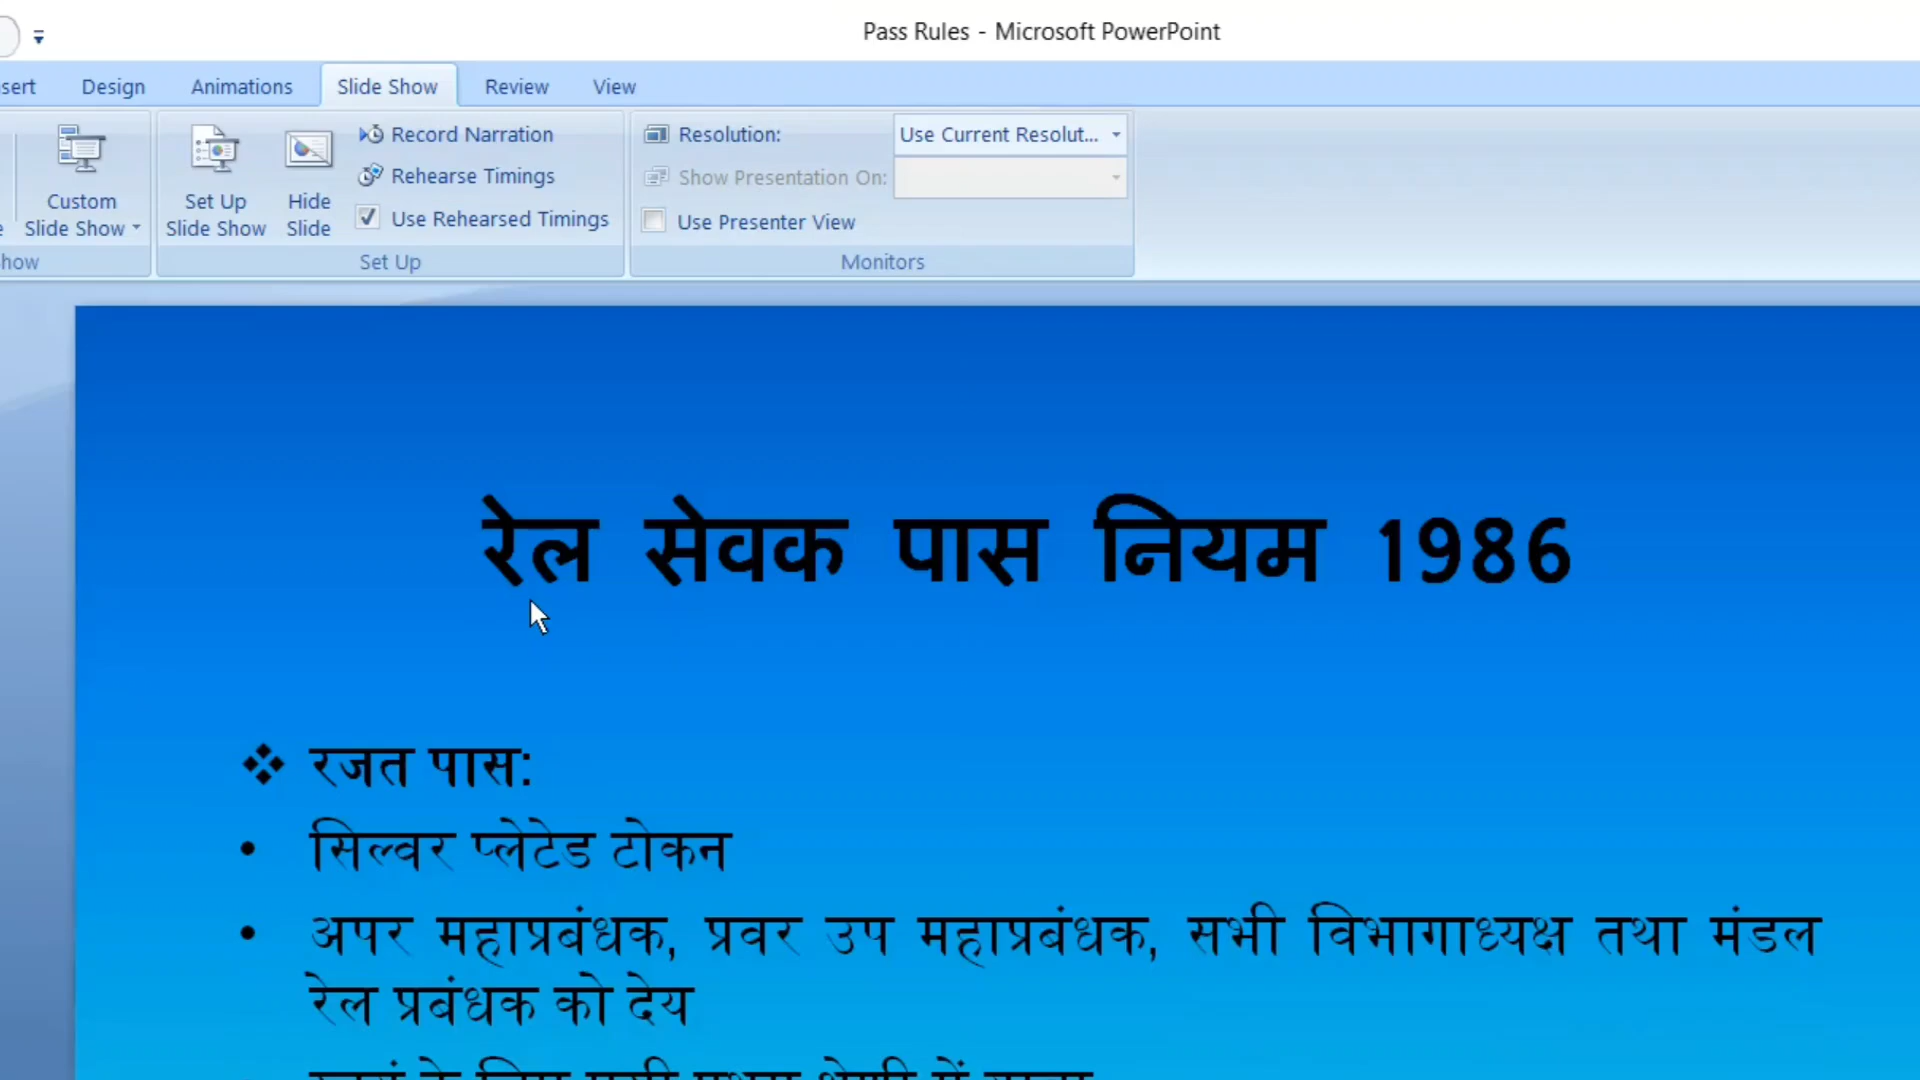 Pass Rules - Microsoft PowerPoint
Design Animations Slide Show Review View
Record Narration
Resolution: Use Current Resolut...
Rehearse Timings
Show Presentation On:
Custom Slide Show
Set Up Slide Show
Hide Slide
Use Rehearsed Timings
Use Presenter View
Set Up
Monitors
रेल सेवक पास नियम 1986
❖ रजत पास:
• सिल्वर प्लेटेड टोकन
• अपर महाप्रबंधक, प्रवर उप महाप्रबंधक, सभी विभागाध्यक्ष तथा मंडल
रेल प्रबंधक को देय